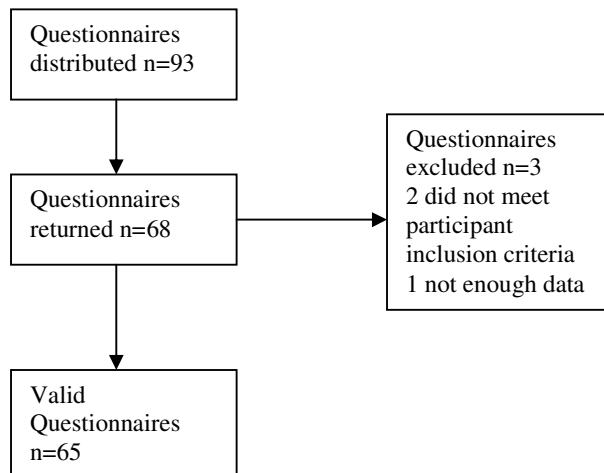 Questionnaires
distributed n=93
Questionnaires
returned n=68
Questionnaires
excluded n=3
2 did not meet
participant
inclusion criteria
1 not enough data
Valid
Questionnaires
n=65